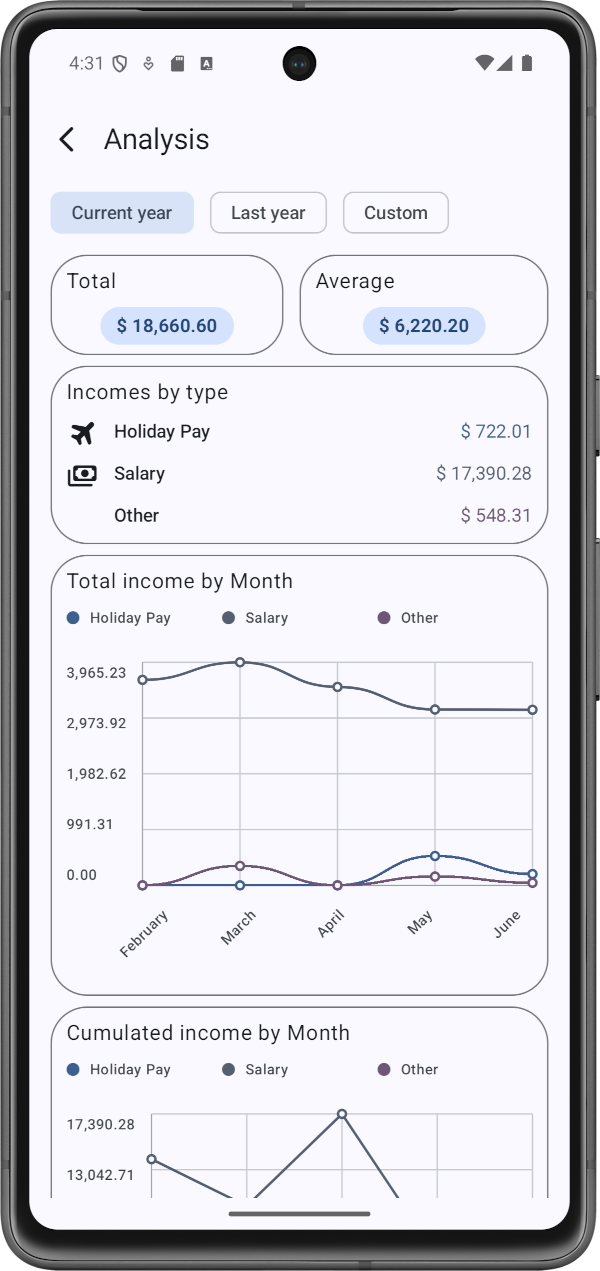 4:31
A
Analysis
Current year
Last year
Custom
Total
Average
$ 18,660.60
$ 6,220.20
Incomes by type
Holiday Pay
$ 722.01
Salary
$ 17,390.28
Other
$ 548.31
Total income by Month
Holiday Pay
Salary
Other
3,965.23
2,973.92
1,982.62
991.31
0.00
February
March
April
May
June
Cumulated income by Month
Holiday Pay
Salary
Other
17,390.28
13,042.71